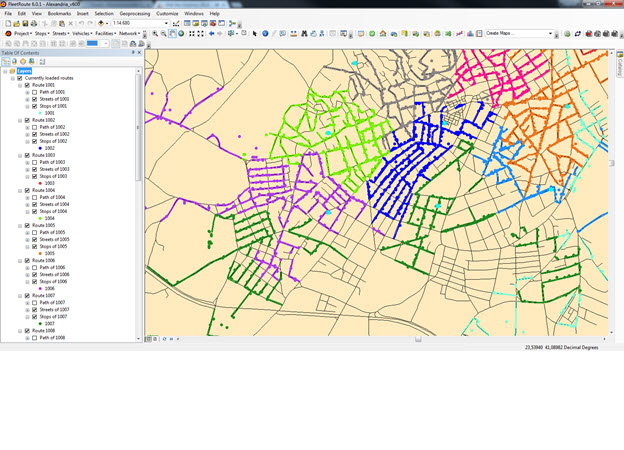 FleetRoute 6.0.1 - Alexandria_v600
File Edit View Bookmarks Insert Selection Geoprocessing Customize Windows Help
1:14.680
Project Stops Streets Vehicles Facilities Network
Create Maps ...
Table Of Contents
Layers
Currently loaded routes
Route 1001
Path of 1001
Streets of 1001
Stops of 1001
1001
Route 1002
Path of 1002
Streets of 1002
Stops of 1002
1002
Route 1003
Path of 1003
Streets of 1003
Stops of 1003
1003
Route 1004
Path of 1004
Streets of 1004
Stops of 1004
1004
Route 1005
Path of 1005
Streets of 1005
Stops of 1005
1005
Route 1006
Path of 1006
Streets of 1006
Stops of 1006
1006
Route 1007
Path of 1007
Streets of 1007
Stops of 1007
1007
Route 1008
Path of 1008
Catalog
23,53940 41,08982 Decimal Degrees